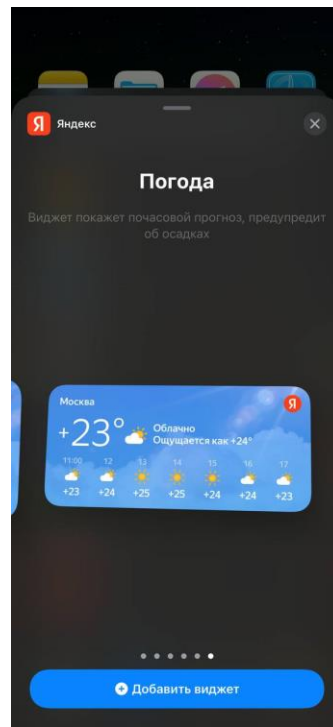 Я Яндекс
Погода
Виджет покажет почасовой прогноз, предупредит
об осадках
Москва
Я
+23°
Облачно
Ощущается как +24°
11:00 12 13 14 15 16 17
+23 +24 +25 +25 +24 +24 +23
Добавить виджет